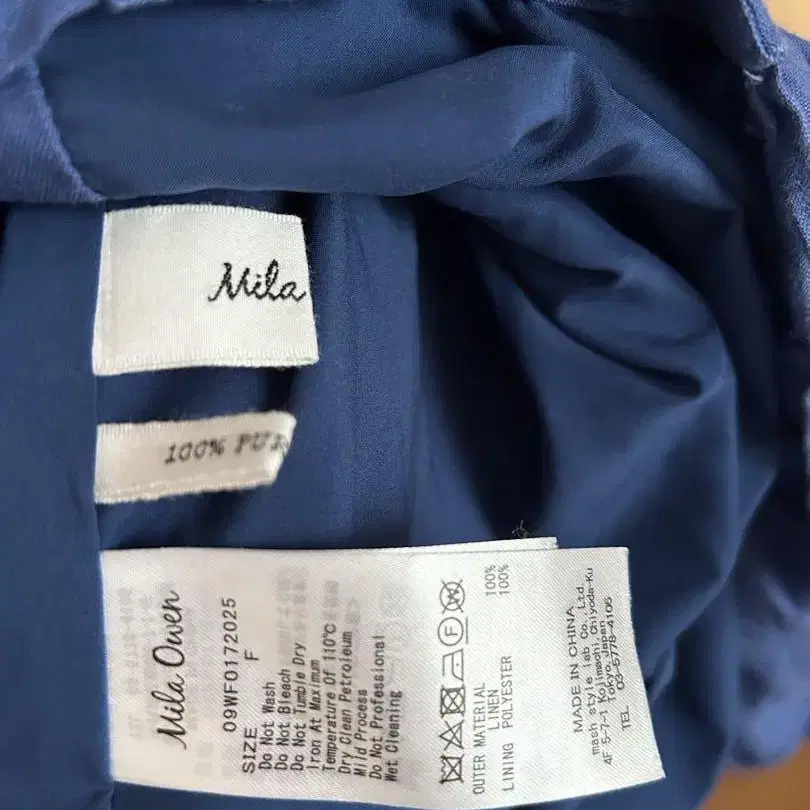 Mila
100% PUR
Mila Owen
09WF0172025
SIZE F
Do Not Wash
Do Not Bleach
Do Not Tumble Dry
Iron At Maximum
Temperature Of 110℃
Dry Clean Petroleum
Mild Process
Do Not Professional
Wet Cleaning
OUTER MATERIAL
LINEN 100%
LINING POLYESTER 100%
MADE IN CHINA
mash style lab Co., Ltd.
4F 5-7-1 Kojimachi, Chiyoda-Ku
Tokyo, Japan
TEL 03-5778-4106